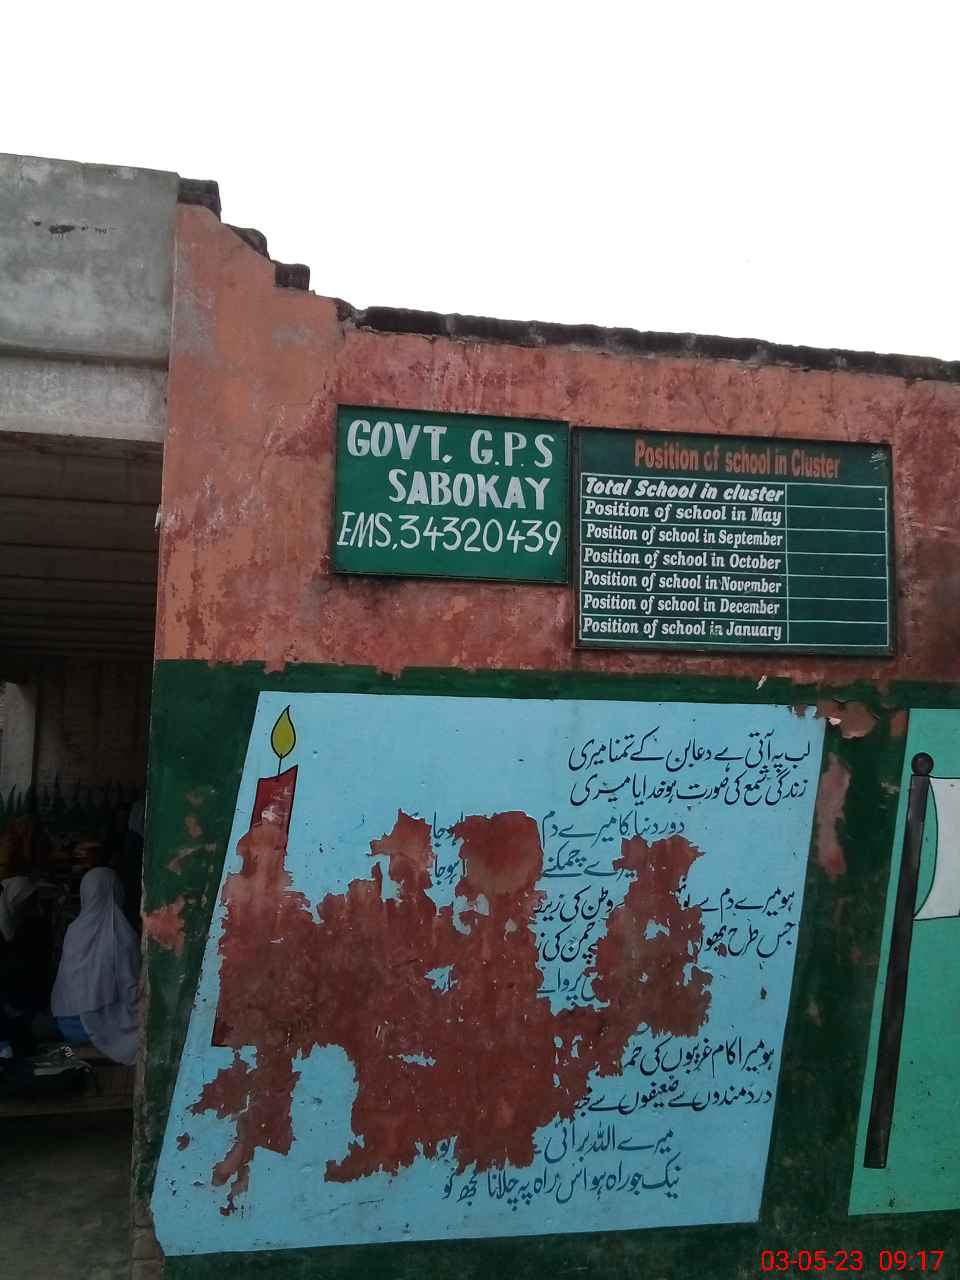 GOVT. G.P.S
SABOKAY
EMS,34320439
Position of school in Cluster
Total School in cluster
Position of school in May
Position of school in September
Position of school in October
Position of school in November
Position of school in December
Position of school in January
لب پہ آتی ہے دعا بن کے تمنا میری
زندگی شمع کی صورت ہو خدایا میری
دور دنیا کا میرے دم
چمکنے
ہو میرے دم سے وطن کی
جس طرح چمن کی
ہو میرا کام غریبوں کی
دردمندوں سے ضعیفوں سے
میرے اللہ برائی
نیک جو راہ ہو اس راہ پہ چلانا مجھ کو
03-05-23 09:17